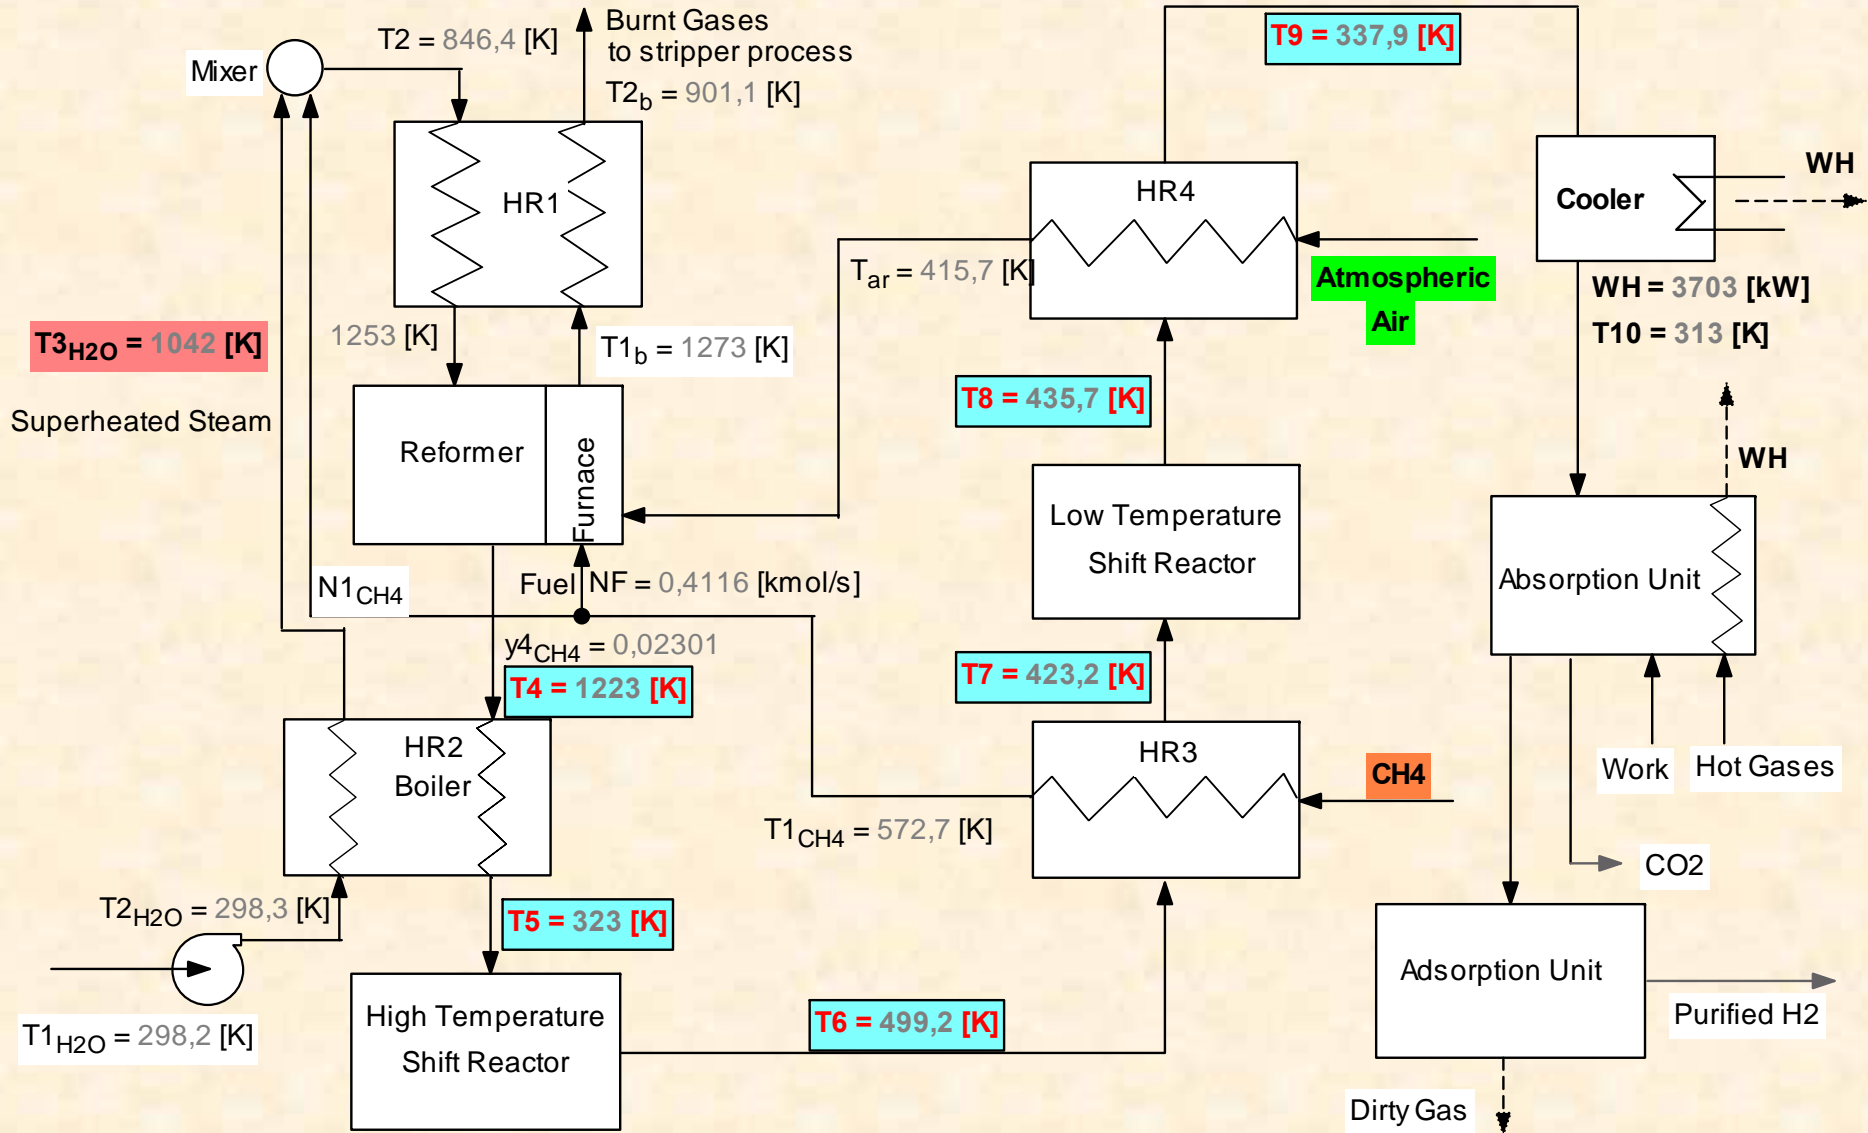 Mixer
T2 = 846,4 [K]
Burnt Gases
to stripper process
T2b = 901,1 [K]
HR1
T3H2O = 1042 [K]
Superheated Steam
1253 [K]
T1b = 1273 [K]
Reformer
Furnace
N1CH4
Fuel
NF = 0,4116 [kmol/s]
y4CH4 = 0,02301
T4 = 1223 [K]
HR2
Boiler
T2H2O = 298,3 [K]
T1H2O = 298,2 [K]
T5 = 323 [K]
High Temperature
Shift Reactor
T6 = 499,2 [K]
HR3
CH4
T1CH4 = 572,7 [K]
T7 = 423,2 [K]
Low Temperature
Shift Reactor
T8 = 435,7 [K]
HR4
Tar = 415,7 [K]
Atmospheric
Air
T9 = 337,9 [K]
Cooler
WH
WH = 3703 [kW]
T10 = 313 [K]
WH
Absorption Unit
Work
Hot Gases
CO2
Adsorption Unit
Purified H2
Dirty Gas